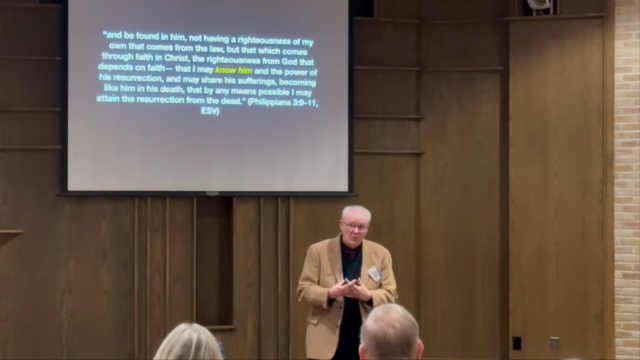 “and be found in him, not having a righteousness of my
own that comes from the law, but that which comes
through faith in Christ, the righteousness from God that
depends on faith— that I may know him and the power of
his resurrection, and may share his sufferings, becoming
like him in his death, that by any means possible I may
attain the resurrection from the dead.” (Philippians 3:9–11,
ESV)